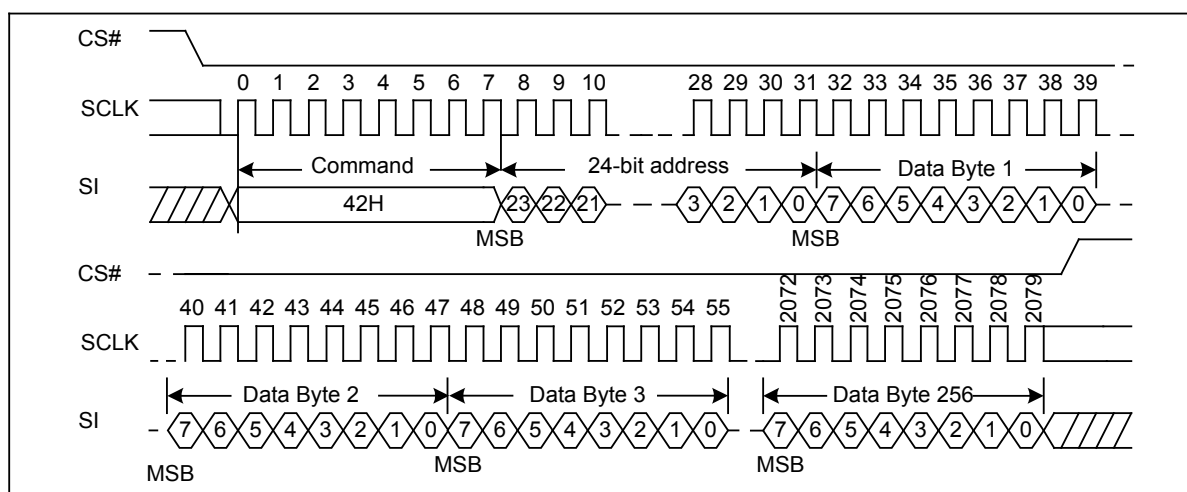 CS#
0 1 2 3 4 5 6 7 8 9 10 28 29 30 31 32 33 34 35 36 37 38 39
SCLK
Command 24-bit address Data Byte 1
SI
42H 23 22 21 3 2 1 0 7 6 5 4 3 2 1 0
MSB MSB
CS#
40 41 42 43 44 45 46 47 48 49 50 51 52 53 54 55 2072 2073 2074 2075 2076 2077 2078 2079
SCLK
Data Byte 2 Data Byte 3 Data Byte 256
SI
7 6 5 4 3 2 1 0 7 6 5 4 3 2 1 0 7 6 5 4 3 2 1 0
MSB MSB MSB